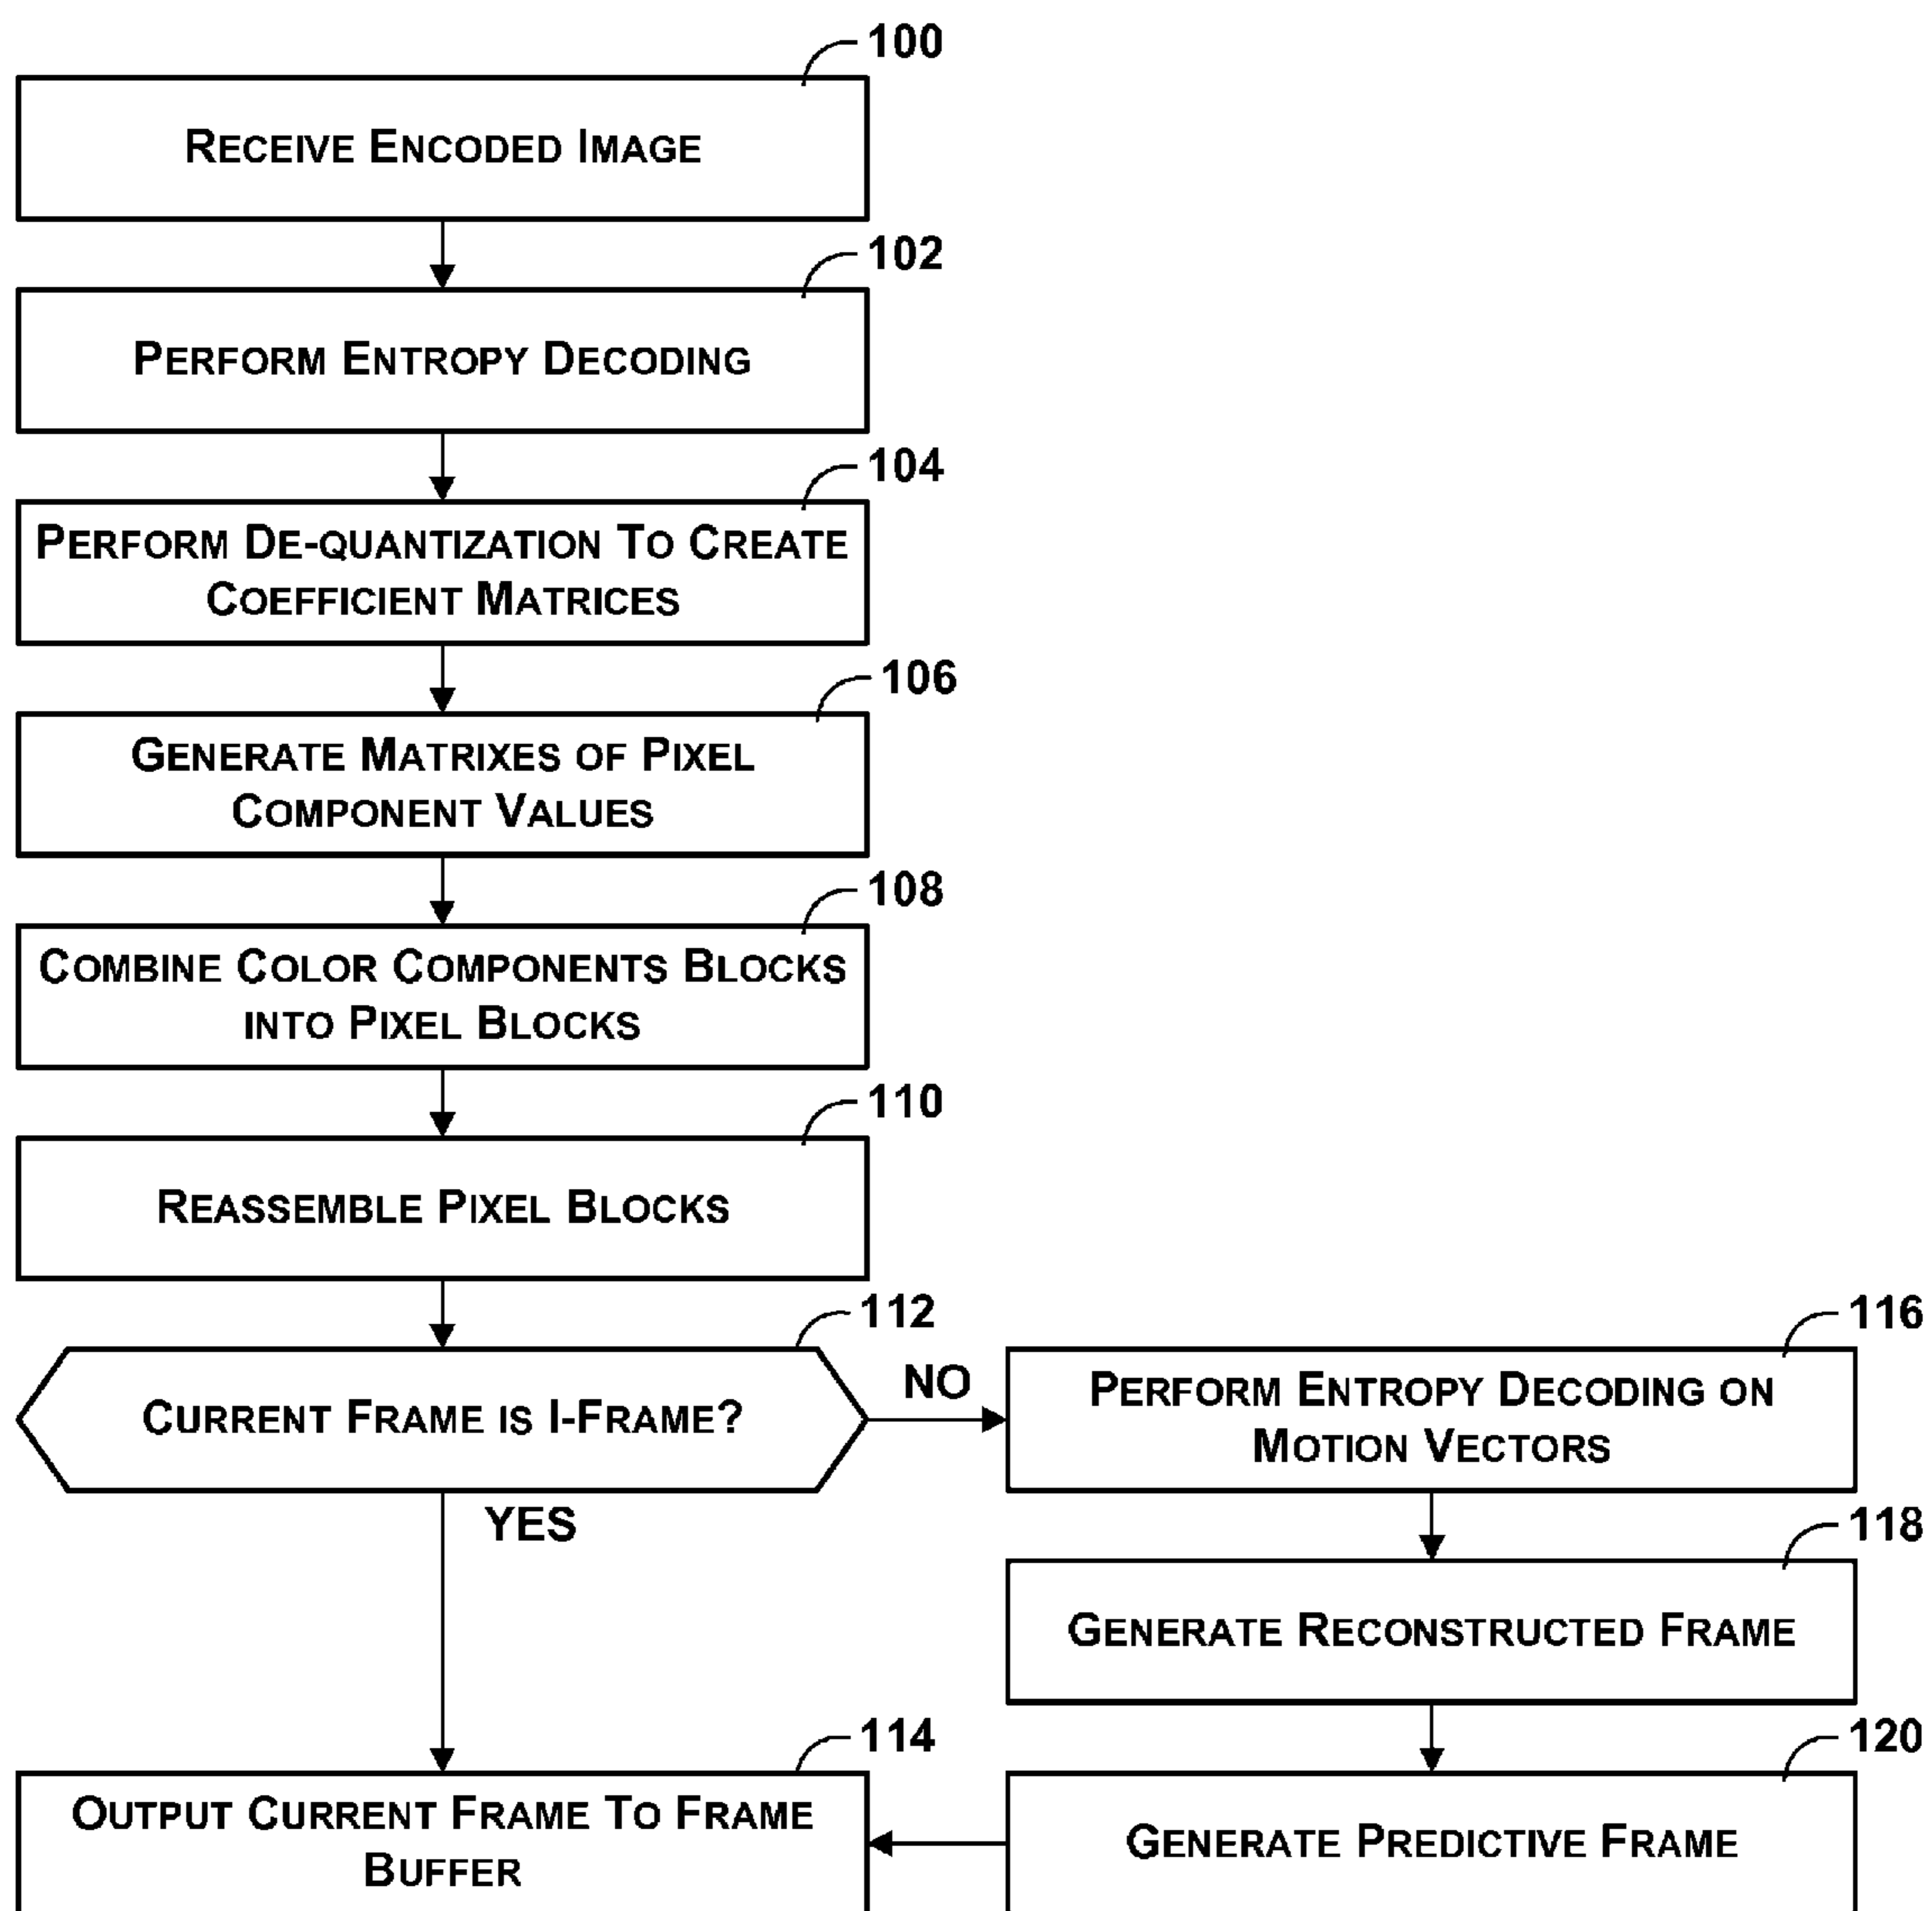 100
RECEIVE ENCODED IMAGE
102
PERFORM ENTROPY DECODING
104
PERFORM DE-QUANTIZATION TO CREATE
COEFFICIENT MATRICES
106
GENERATE MATRIXES OF PIXEL
COMPONENT VALUES
108
COMBINE COLOR COMPONENTS BLOCKS
INTO PIXEL BLOCKS
110
REASSEMBLE PIXEL BLOCKS
112
CURRENT FRAME IS I-FRAME?
NO
YES
116
PERFORM ENTROPY DECODING ON
MOTION VECTORS
118
GENERATE RECONSTRUCTED FRAME
114
OUTPUT CURRENT FRAME TO FRAME
BUFFER
120
GENERATE PREDICTIVE FRAME